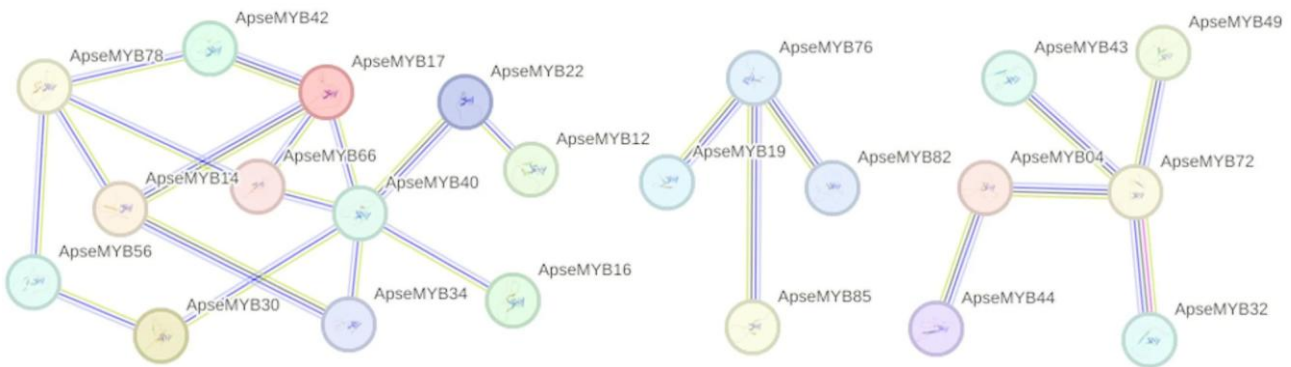 ApseMYB42
ApseMYB78
ApseMYB17
ApseMYB22
ApseMYB12
ApseMYB66
ApseMYB14
ApseMYB40
ApseMYB56
ApseMYB16
ApseMYB30
ApseMYB34
ApseMYB76
ApseMYB19
ApseMYB82
ApseMYB85
ApseMYB49
ApseMYB43
ApseMYB04
ApseMYB72
ApseMYB44
ApseMYB32